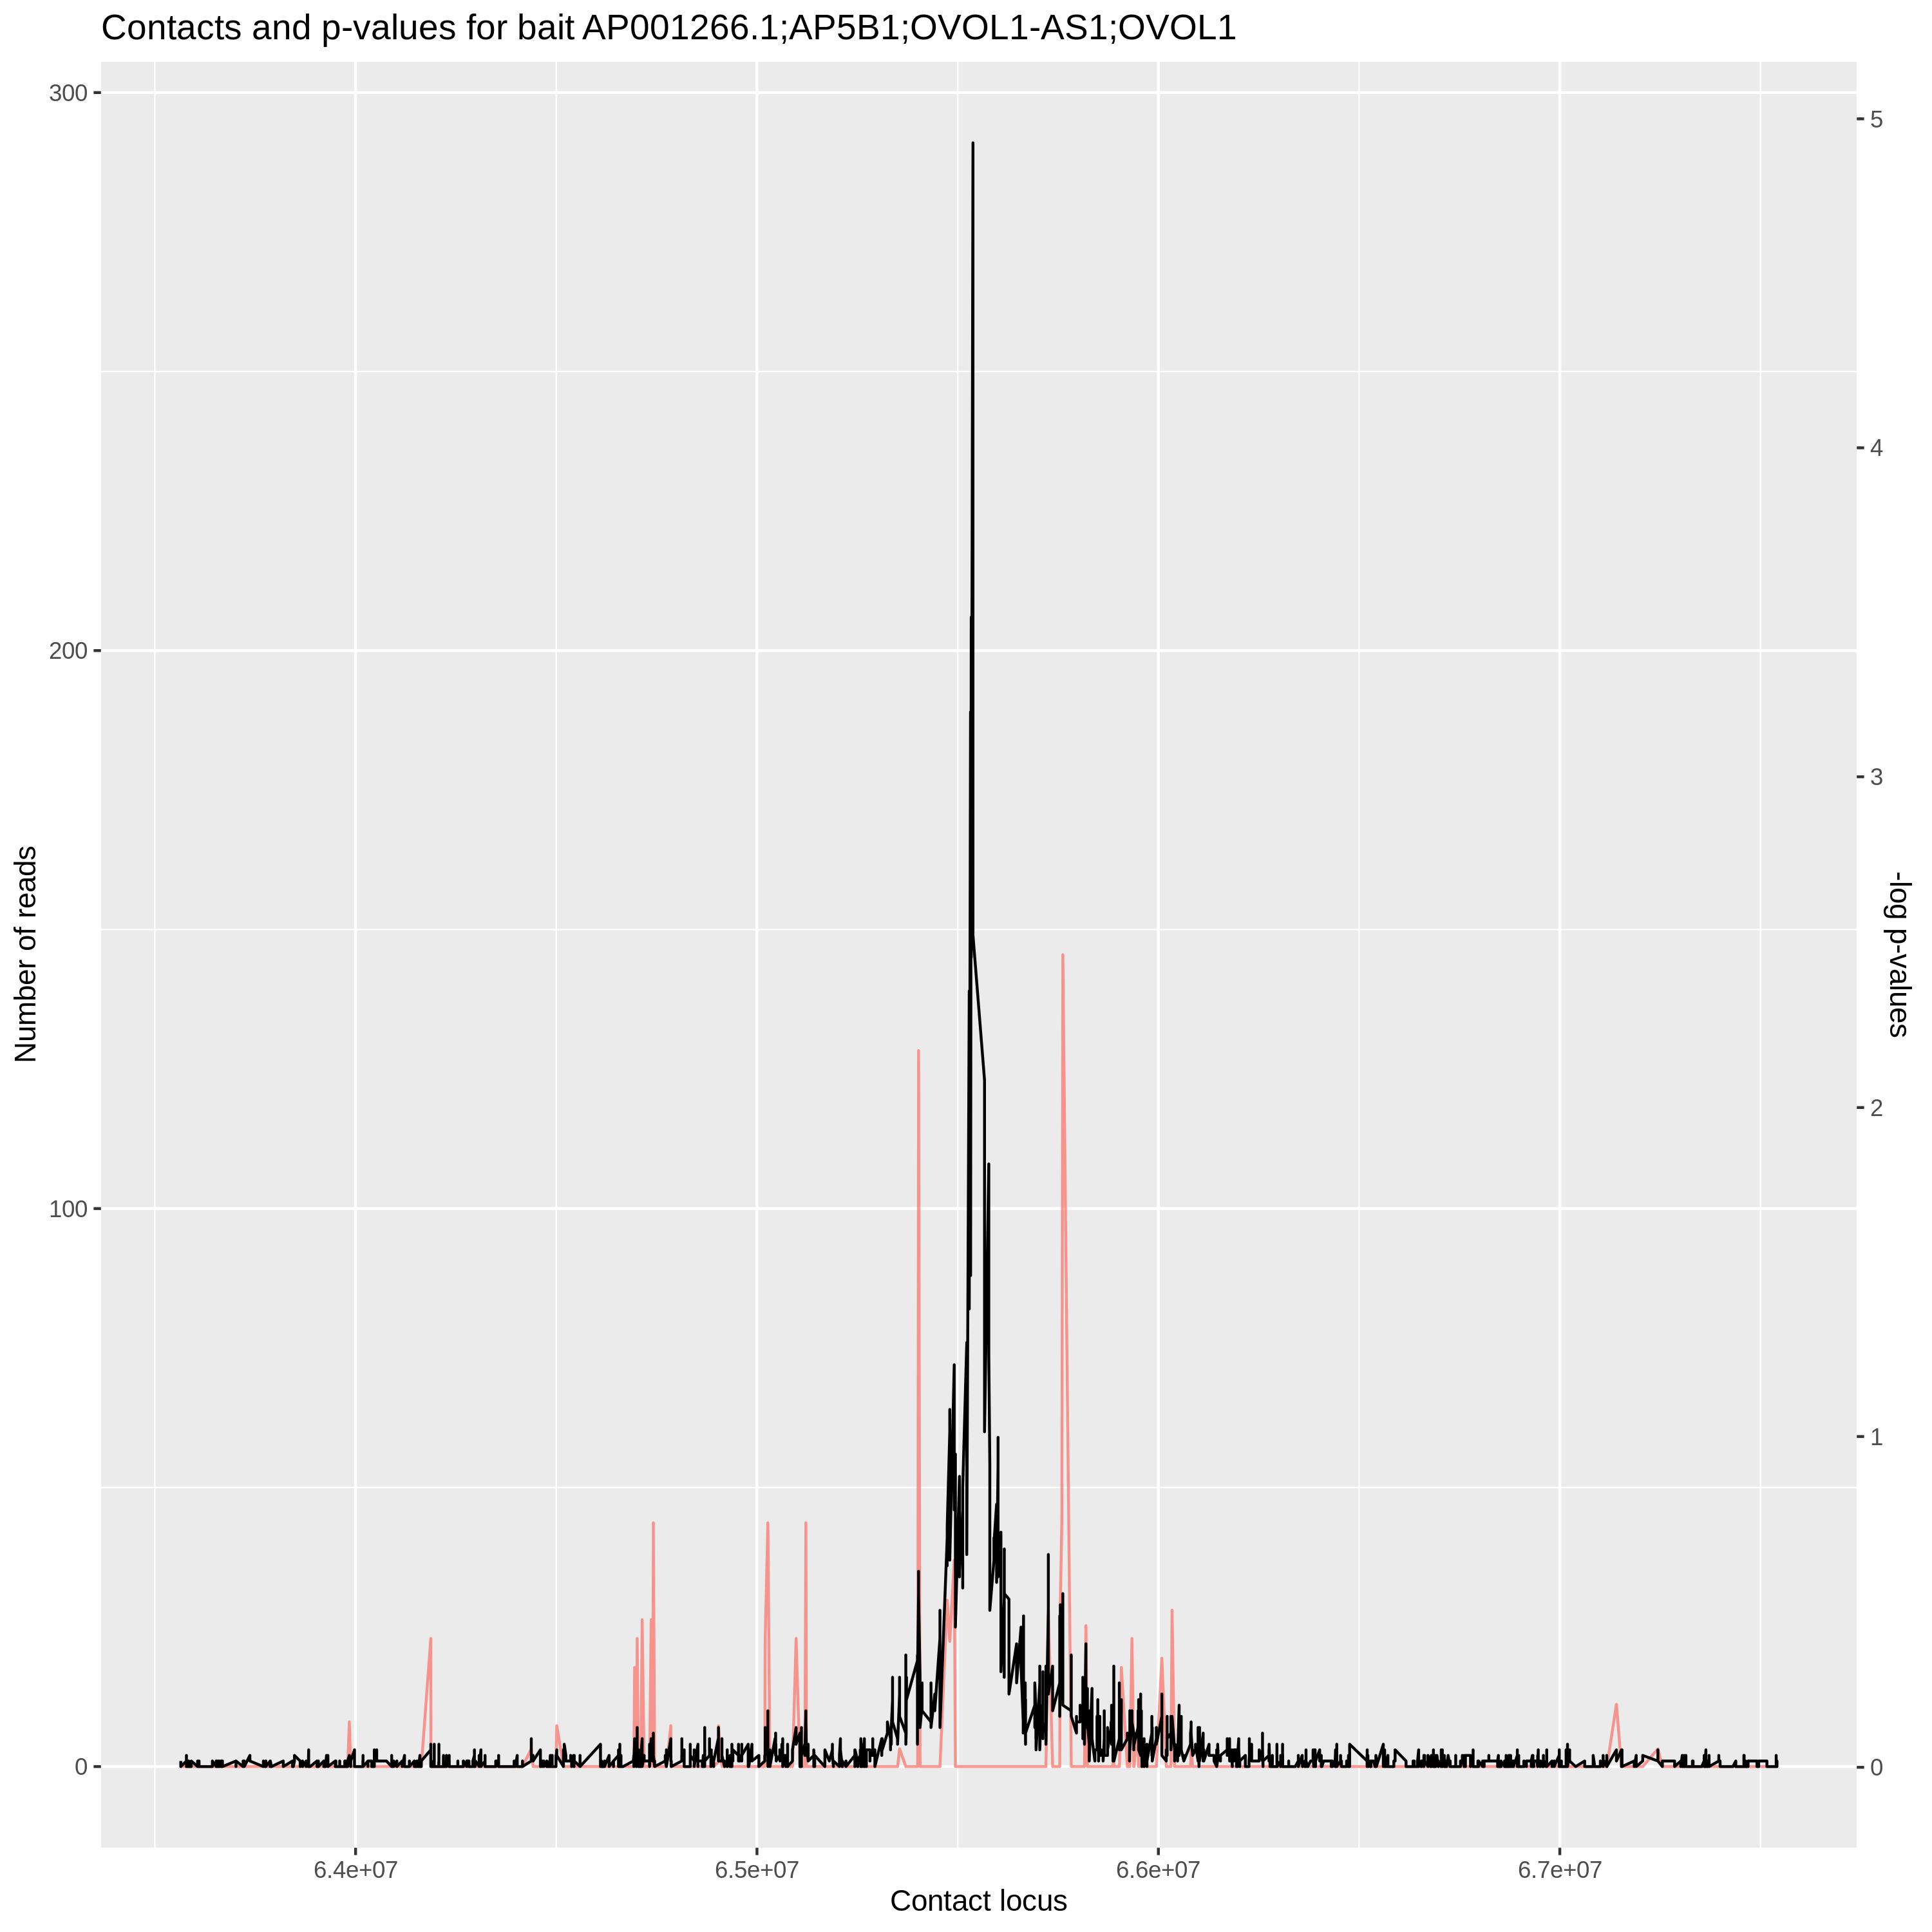 Contacts and p-values for bait AP001266.1;AP5B1;OVOL1-AS1;OVOL1
300
200
100
0
Number of reads
5
4
3
2
1
0
-log p-values
6.4e+07
6.5e+07
6.6e+07
6.7e+07
Contact locus